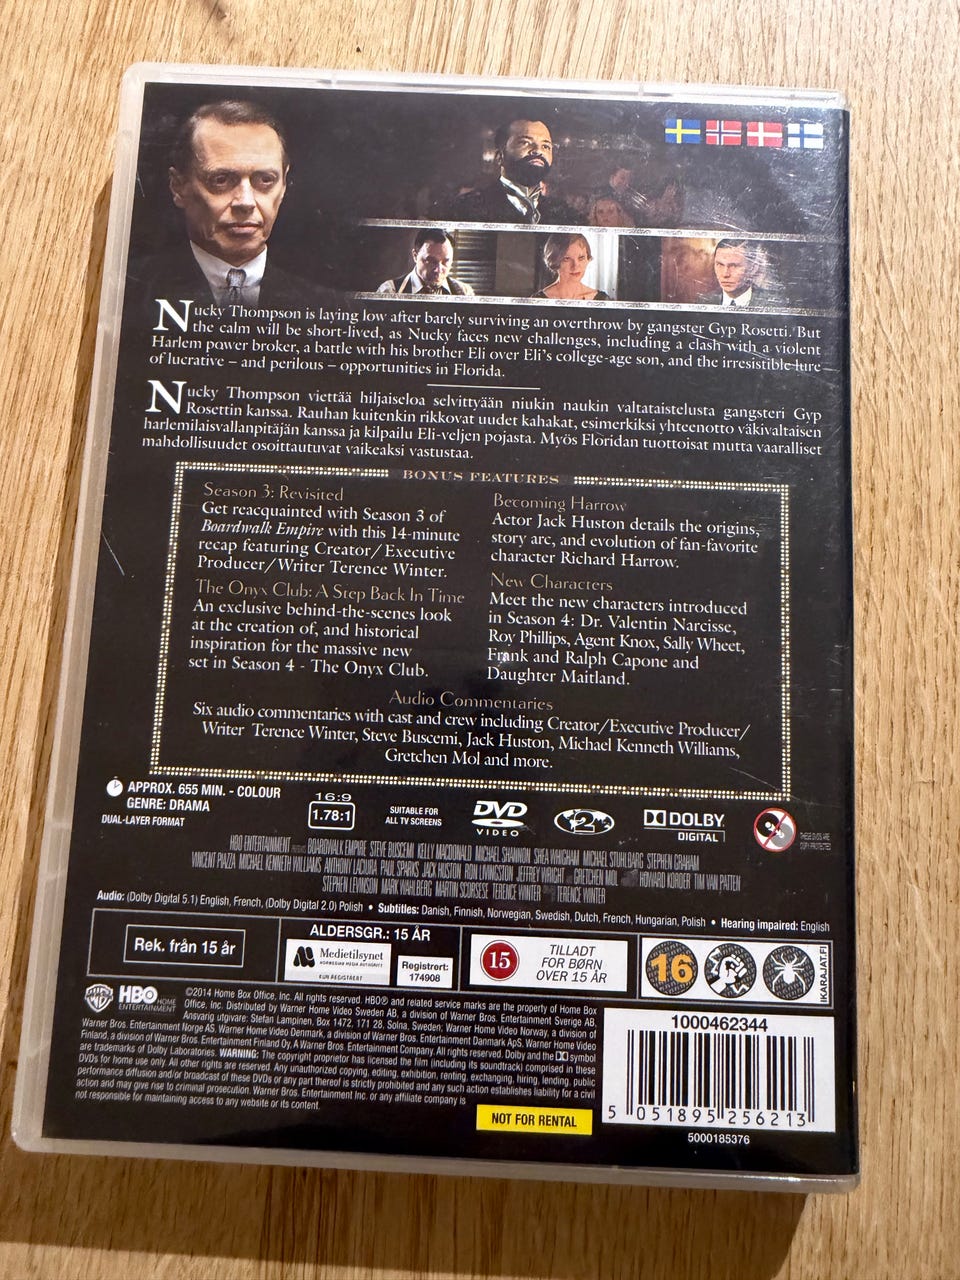 Nucky Thompson is laying low after barely surviving an overthrow by gangster Gyp Rosetti. But
the calm will be short-lived, as Nucky faces new challenges, including a clash with a violent
Harlem power broker, a battle with his brother Eli over Eli's college-age son, and the irresistible lure
of lucrative – and perilous – opportunities in Florida.
Nucky Thompson viettää hiljaiseloa selvittyään niukin naukin valtataistelusta gangsteri Gyp
Rosettin kanssa. Rauhan kuitenkin rikkovat uudet kahakat, esimerkiksi yhteenotto väkivaltaisen
harlemilaisvallanpitäjän kanssa ja kilpailu Eli-veljen pojasta. Myös Floridan tuottoisat mutta vaaralliset
mahdollisuudet osoittautuvat vaikeaksi vastustaa.
BONUS FEATURES
Season 3: Revisited
Get reacquainted with Season 3 of
Boardwalk Empire with this 14-minute
recap featuring Creator/Executive
Producer/Writer Terence Winter.
The Onyx Club: A Step Back In Time
An exclusive behind-the-scenes look
at the creation of, and historical
inspiration for the massive new
set in Season 4 - The Onyx Club.
Becoming Harrow
Actor Jack Huston details the origins,
story arc, and evolution of fan-favorite
character Richard Harrow.
New Characters
Meet the new characters introduced
in Season 4: Dr. Valentin Narcisse,
Roy Phillips, Agent Knox, Sally Wheet,
Frank and Ralph Capone and
Daughter Maitland.
Audio Commentaries
Six audio commentaries with cast and crew including Creator/Executive Producer/
Writer Terence Winter, Steve Buscemi, Jack Huston, Michael Kenneth Williams,
Gretchen Mol and more.
APPROX. 655 MIN. - COLOUR
GENRE: DRAMA
DUAL-LAYER FORMAT
16:9
1.78:1
SUITABLE FOR
ALL TV SCREENS
DVD
VIDEO
2
DOLBY
DIGITAL
THESE DVDS ARE
COPY PROTECTED
HBO ENTERTAINMENT PRESENTS BOARDWALK EMPIRE STEVE BUSCEMI KELLY MACDONALD MICHAEL SHANNON SHEA WHIGHAM MICHAEL STUHLBARG STEPHEN GRAHAM
VINCENT PIAZZA MICHAEL KENNETH WILLIAMS ANTHONY LACIURA PAUL SPARKS JACK HUSTON RON LIVINGSTON JEFFREY WRIGHT GRETCHEN MOL HOWARD KORDER TIM VAN PATTEN
STEPHEN LEVINSON MARK WAHLBERG MARTIN SCORSESE TERENCE WINTER TERENCE WINTER
Audio: (Dolby Digital 5.1) English, French, (Dolby Digital 2.0) Polish • Subtitles: Danish, Finnish, Norwegian, Swedish, Dutch, French, Hungarian, Polish • Hearing impaired: English
Rek. från 15 år
ALDERSGR.: 15 ÅR
Medietilsynet
NORWEGIAN MEDIA AUTHORITY
Registrert:
174908
15
TILLADT
FOR BØRN
OVER 15 ÅR
16
IKARAJAT.FI
WB
HBO HOME
ENTERTAINMENT
©2014 Home Box Office, Inc. All rights reserved. HBO® and related service marks are the property of Home Box
Office, Inc. Distributed by Warner Home Video Sweden AB, a division of Warner Bros. Entertainment Sverige AB,
Ansvarig utgivare: Stefan Lampinen, Box 1472, 171 28, Solna, Sweden; Warner Home Video Norway, a division of
Warner Bros. Entertainment Norge AS. Warner Home Video Denmark, a division of Warner Bros. Entertainment Danmark ApS. Warner Home Video
Finland, a division of Warner Bros. Entertainment Finland Oy, A Warner Bros. Entertainment Company. All rights reserved. Dolby and the symbol
are trademarks of Dolby Laboratories. WARNING: The copyright proprietor has licensed the film (including its soundtrack) comprised in these
DVDs for home use only. All other rights are reserved. Any unauthorized copying, editing, exhibition, renting, exchanging, hiring, lending, public
performance diffusion and/or broadcast of these DVDs or any part thereof is strictly prohibited and any such action establishes liability for a civil
action and may give rise to criminal prosecution. Warner Bros. Entertainment Inc. or any affiliate company is
not responsible for maintaining access to any website or its content.
NOT FOR RENTAL
1000462344
5 051895 256213
5000185376